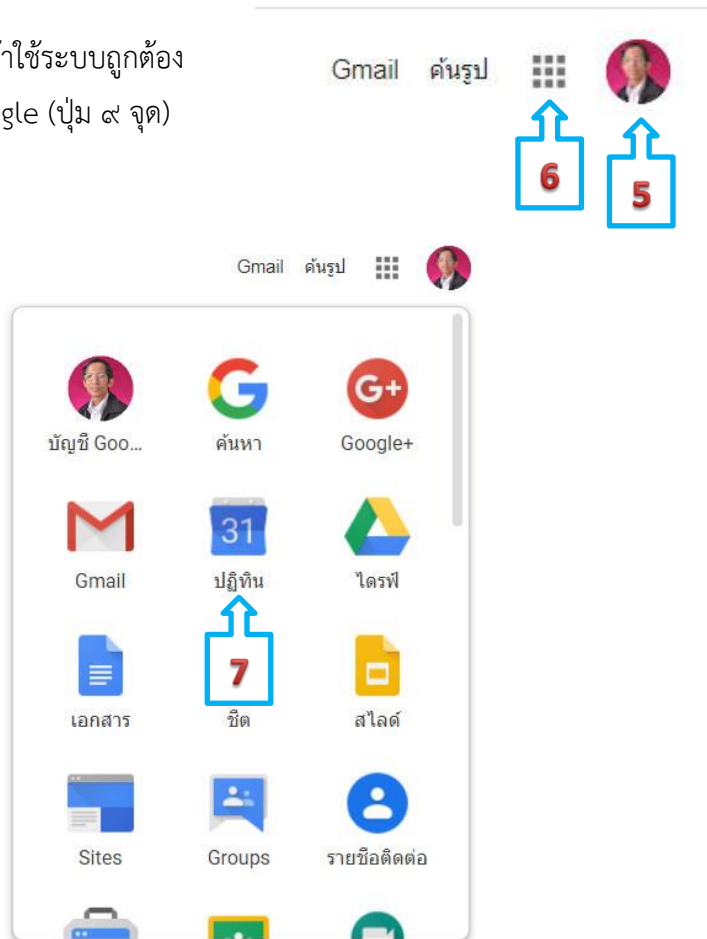 ใช้ระบบถูกต้อง
gle (ปุ่ม ๙ จุด)
Gmail ค้นรูป
6 5
Gmail ค้นรูป
G+
บัญชี Goo... ค้นหา Google+
31
Gmail ปฏิทิน ไดรฟ์
7
เอกสาร ชีต สไลด์
Sites Groups รายชื่อติดต่อ